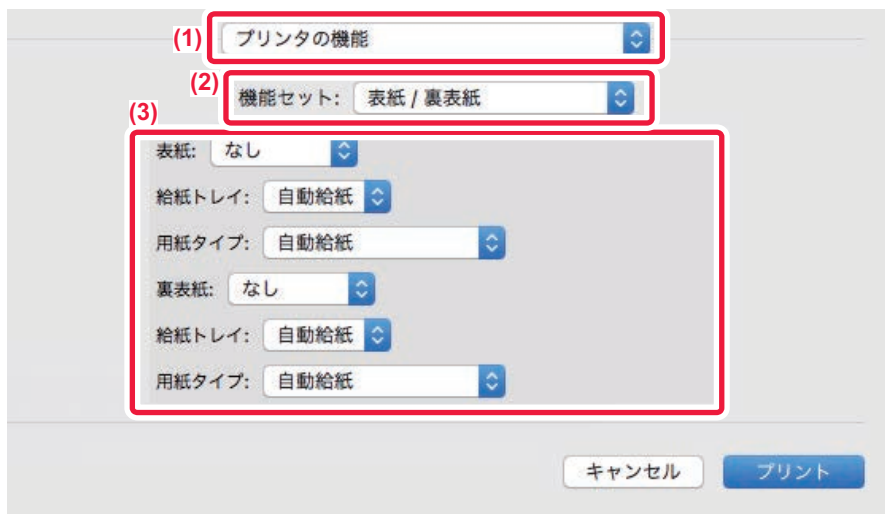 (1) プリンタの機能
(2) 機能セット: 表紙 / 裏表紙
(3)
表紙: なし
給紙トレイ: 自動給紙
用紙タイプ: 自動給紙
裏表紙: なし
給紙トレイ: 自動給紙
用紙タイプ: 自動給紙
キャンセル プリント